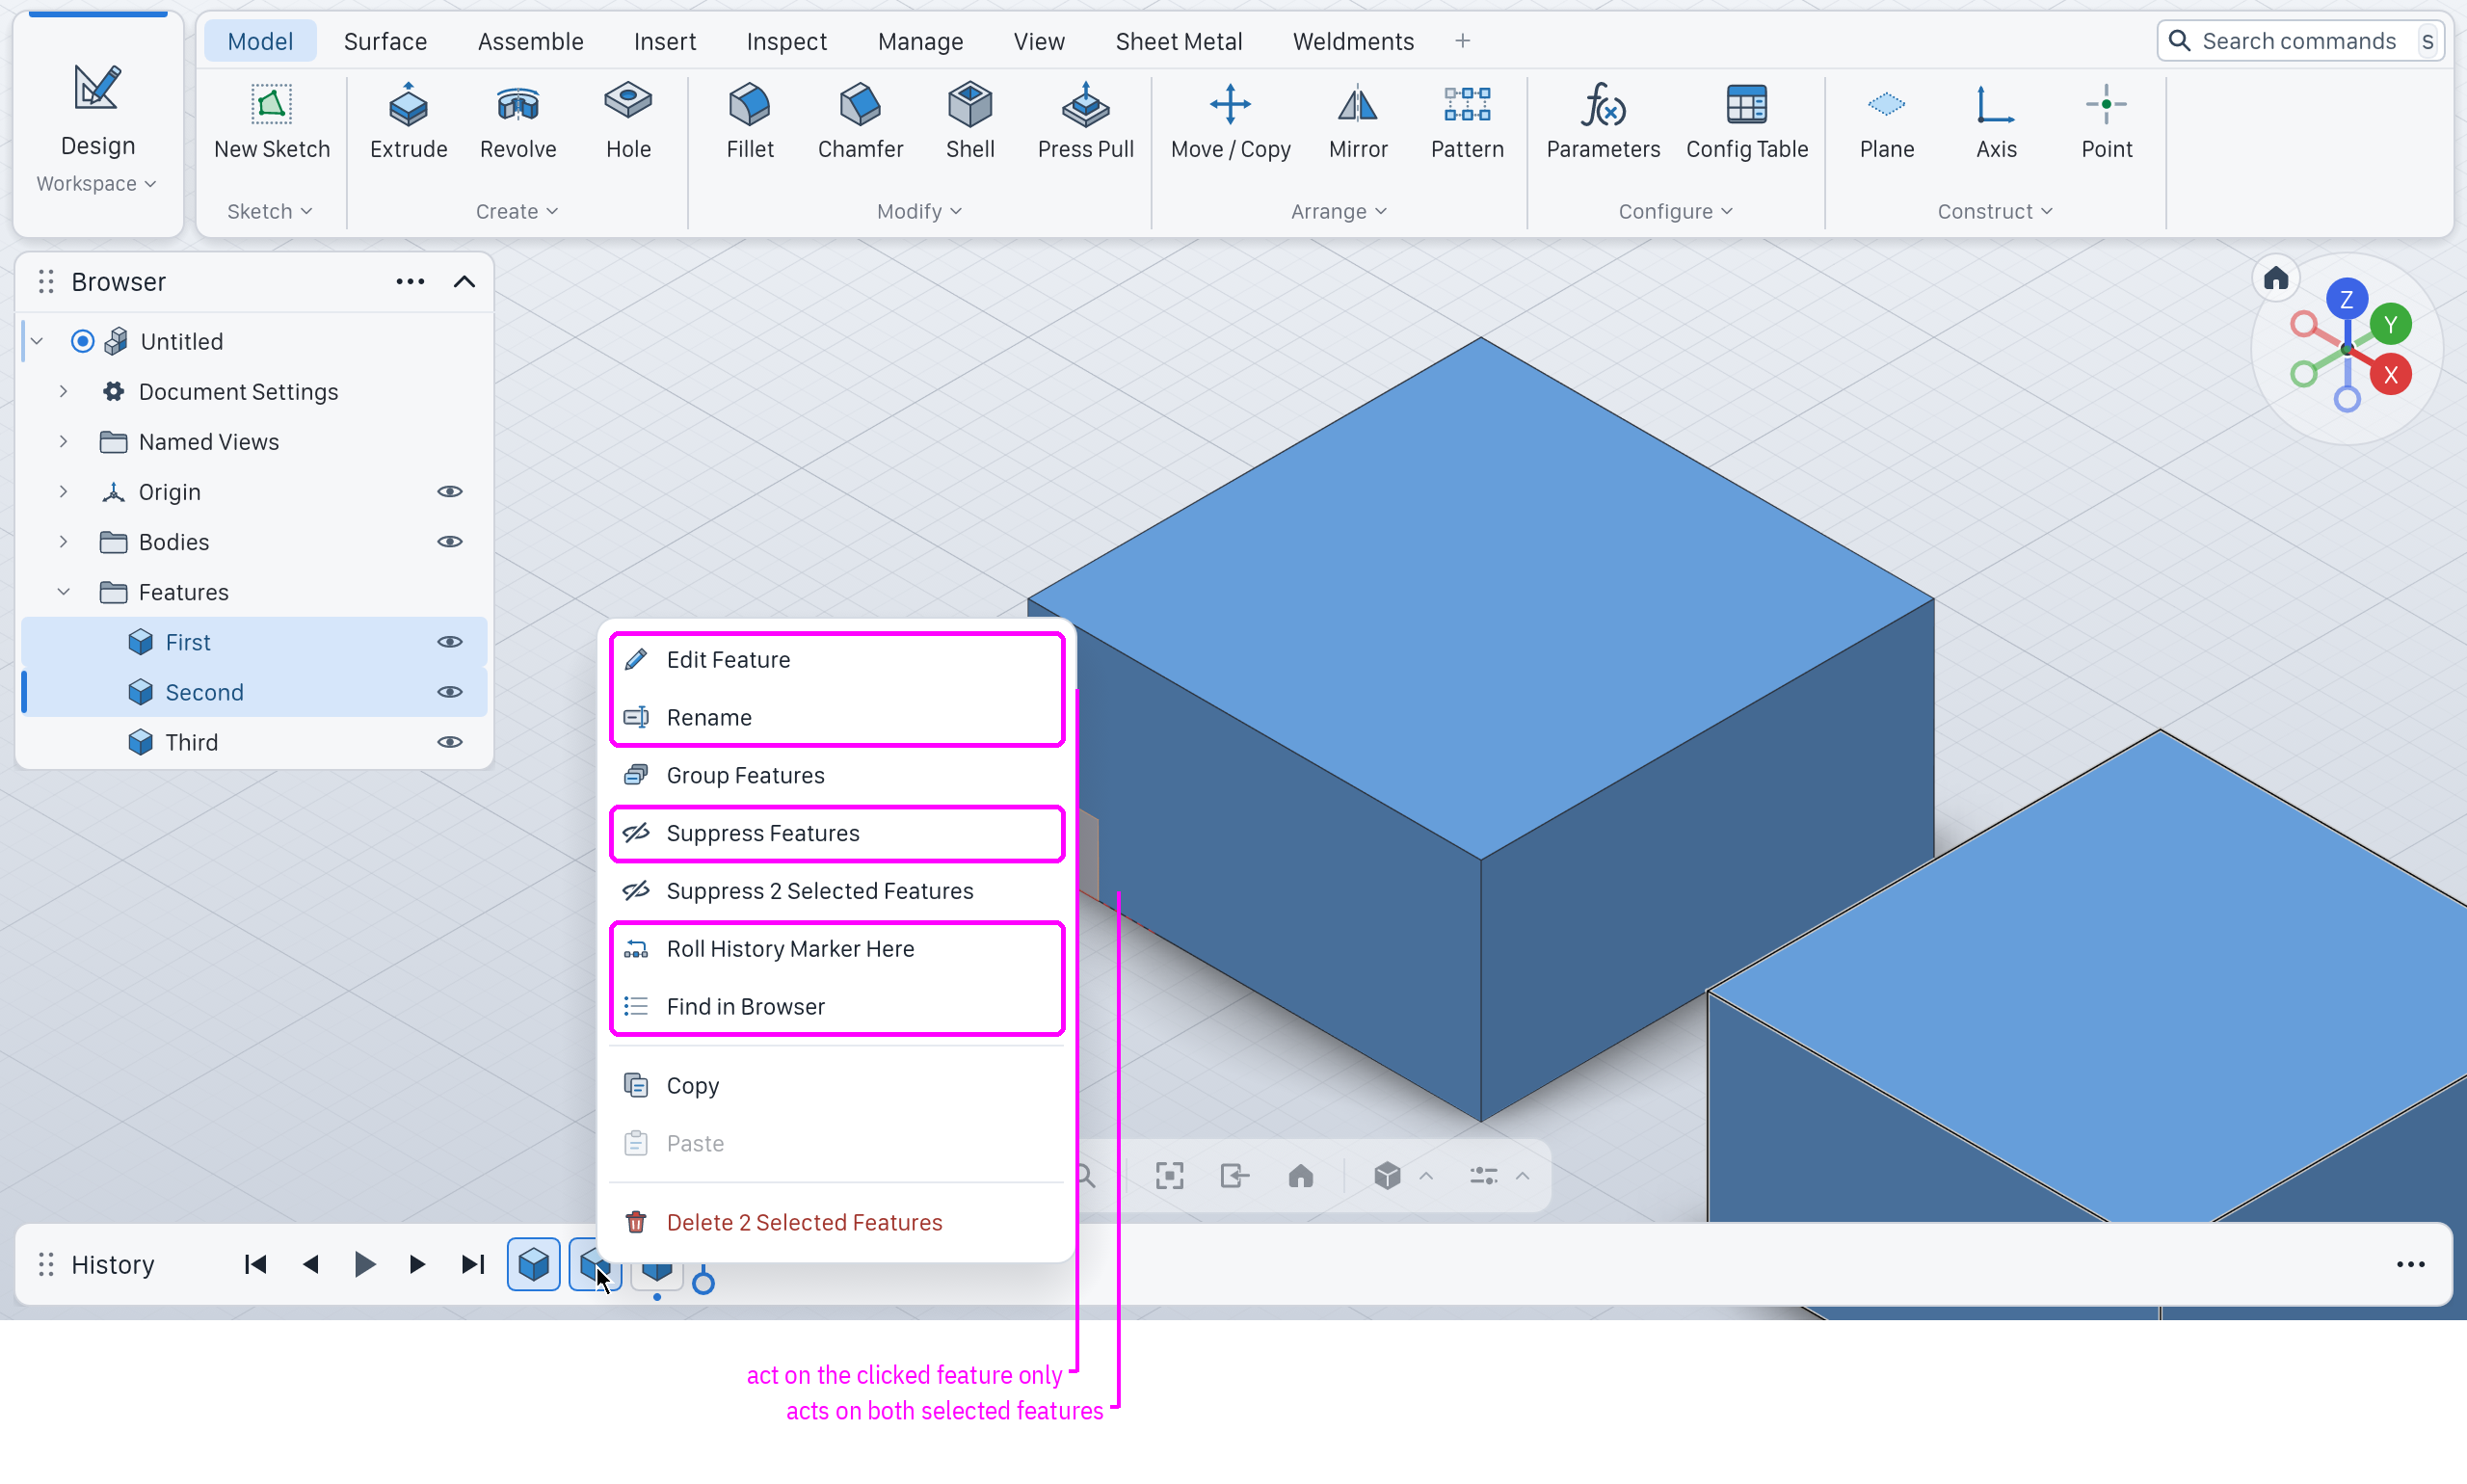 Design
Workspace
Model Surface Assemble Insert Inspect Manage View Sheet Metal Weldments +
Search commands S
New Sketch Extrude Revolve Hole Fillet Chamfer Shell Press Pull Move / Copy Mirror Pattern Parameters Config Table Plane Axis Point
Sketch Create Modify Arrange Configure Construct
Browser
Untitled
Document Settings
Named Views
Origin
Bodies
Features
First
Second
Third
Z
Y
X
Edit Feature
Rename
Group Features
Suppress Features
Suppress 2 Selected Features
Roll History Marker Here
Find in Browser
Copy
Paste
Delete 2 Selected Features
History
act on the clicked feature only
acts on both selected features